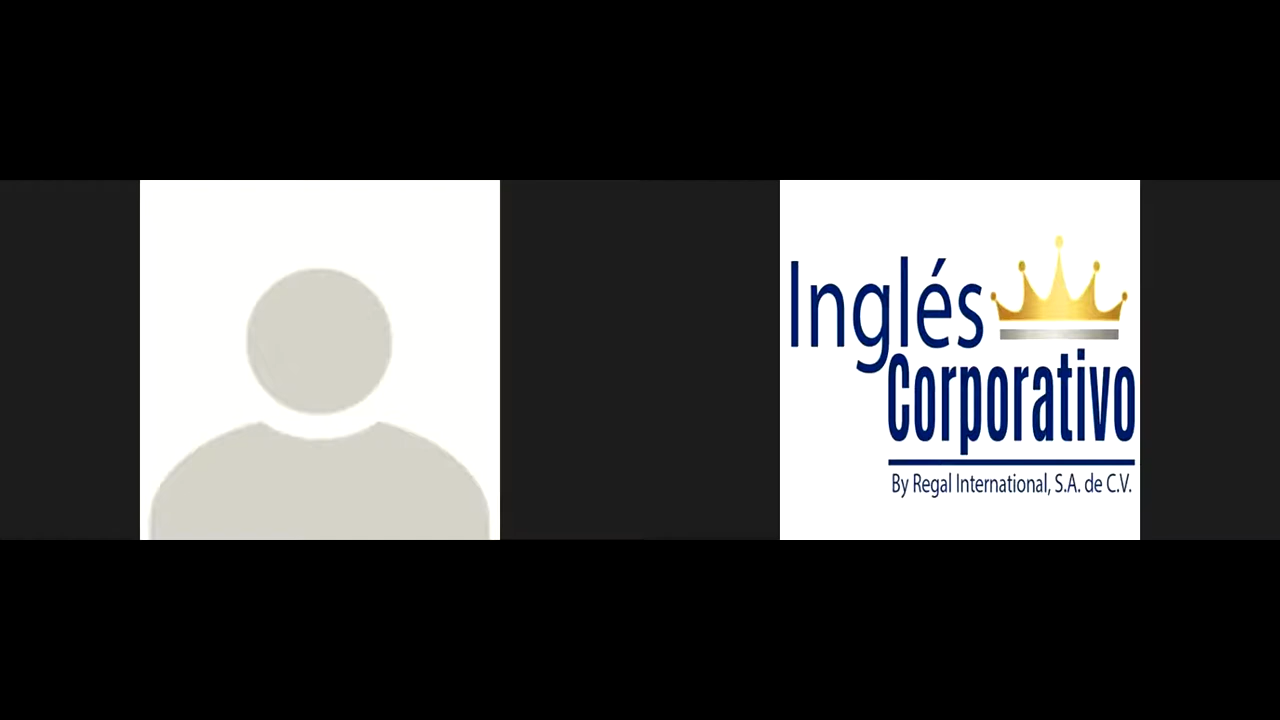 Inglés
Corporativo
By Regal International, S.A. de C.V.